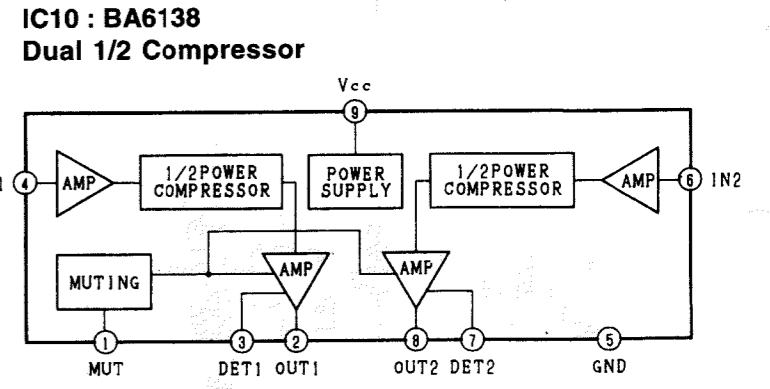 IC10 : BA6138
Dual 1/2 Compressor
Vcc
9
4
AMP
1/2POWER
COMPRESSOR
POWER
SUPPLY
1/2POWER
COMPRESSOR
AMP
6
IN2
MUTING
AMP
AMP
1
3
2
8
7
5
MUT
DET1
OUT1
OUT2
DET2
GND